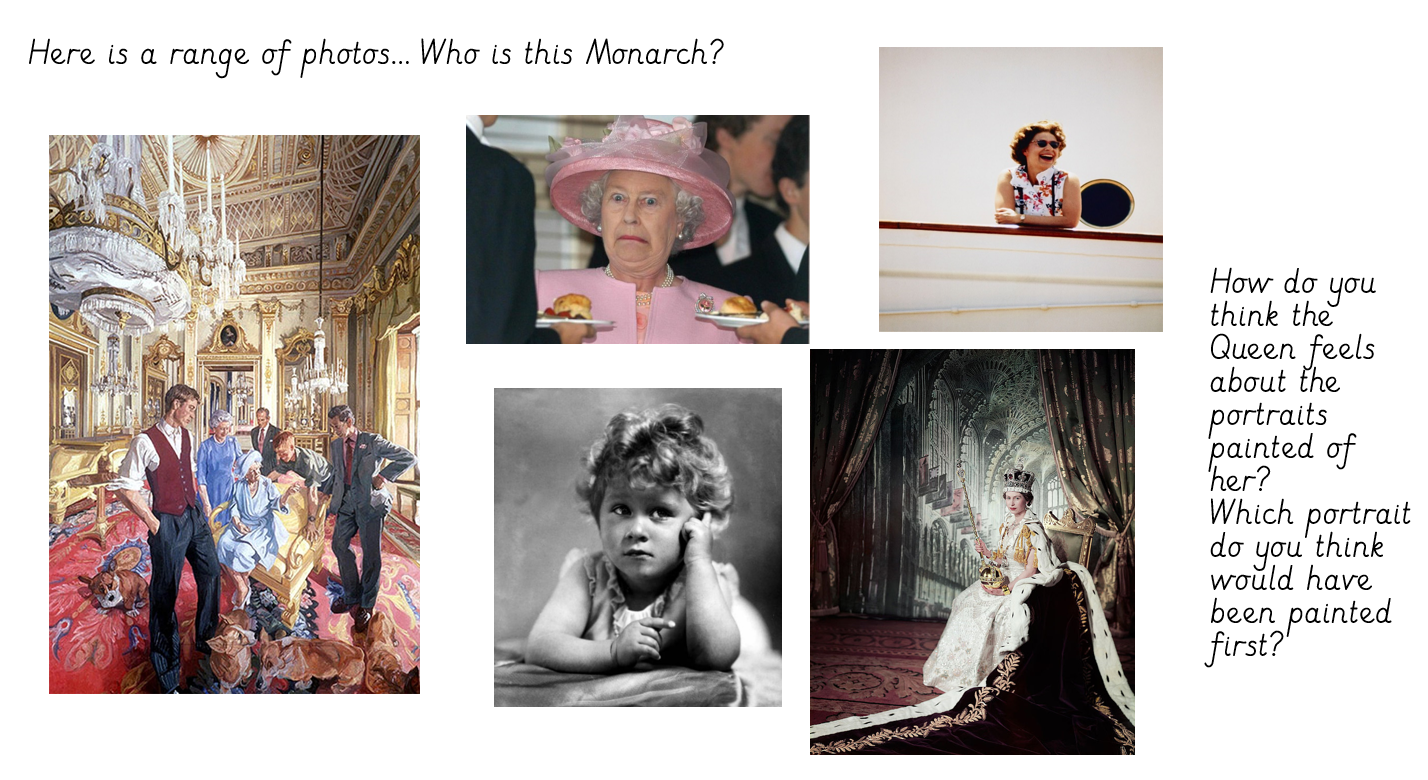 Here is a range of photos... Who is this Monarch?
How do you
think the
Queen feels
about the
portraits
painted of
her?
Which portrait
do you think
would have
been painted
first?